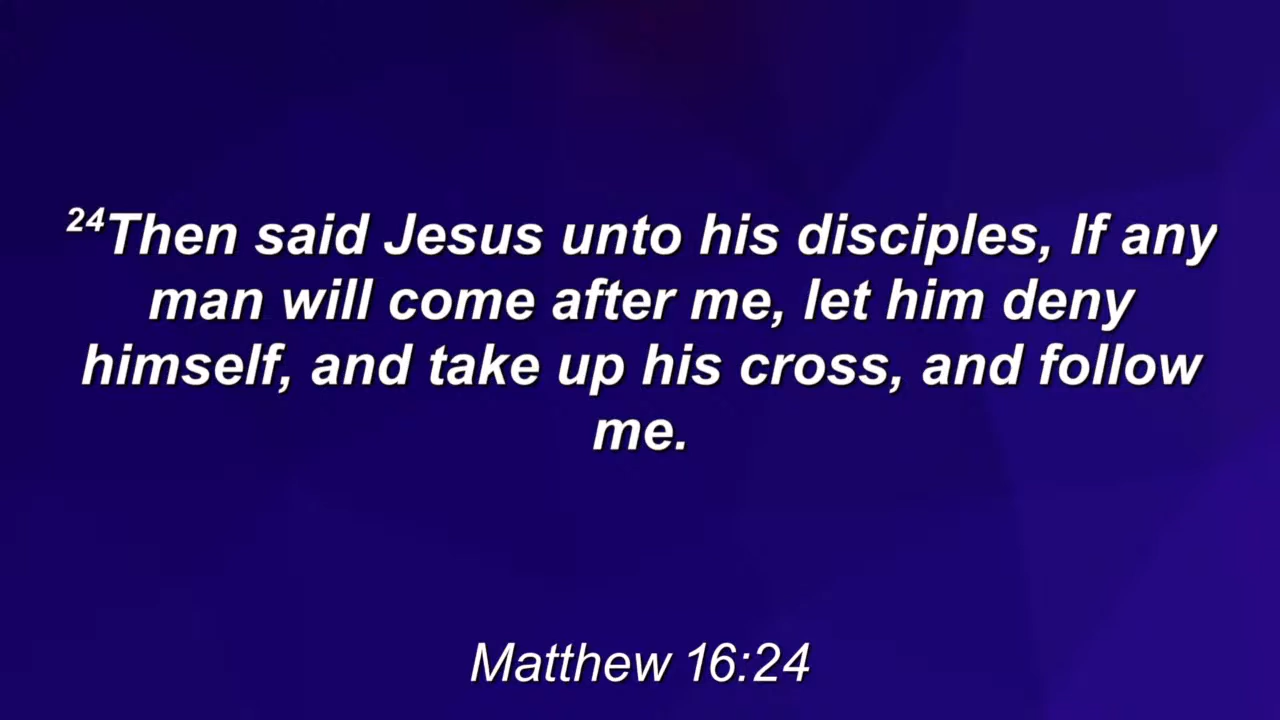 24Then said Jesus unto his disciples, If any
man will come after me, let him deny
himself, and take up his cross, and follow
me.
Matthew 16:24